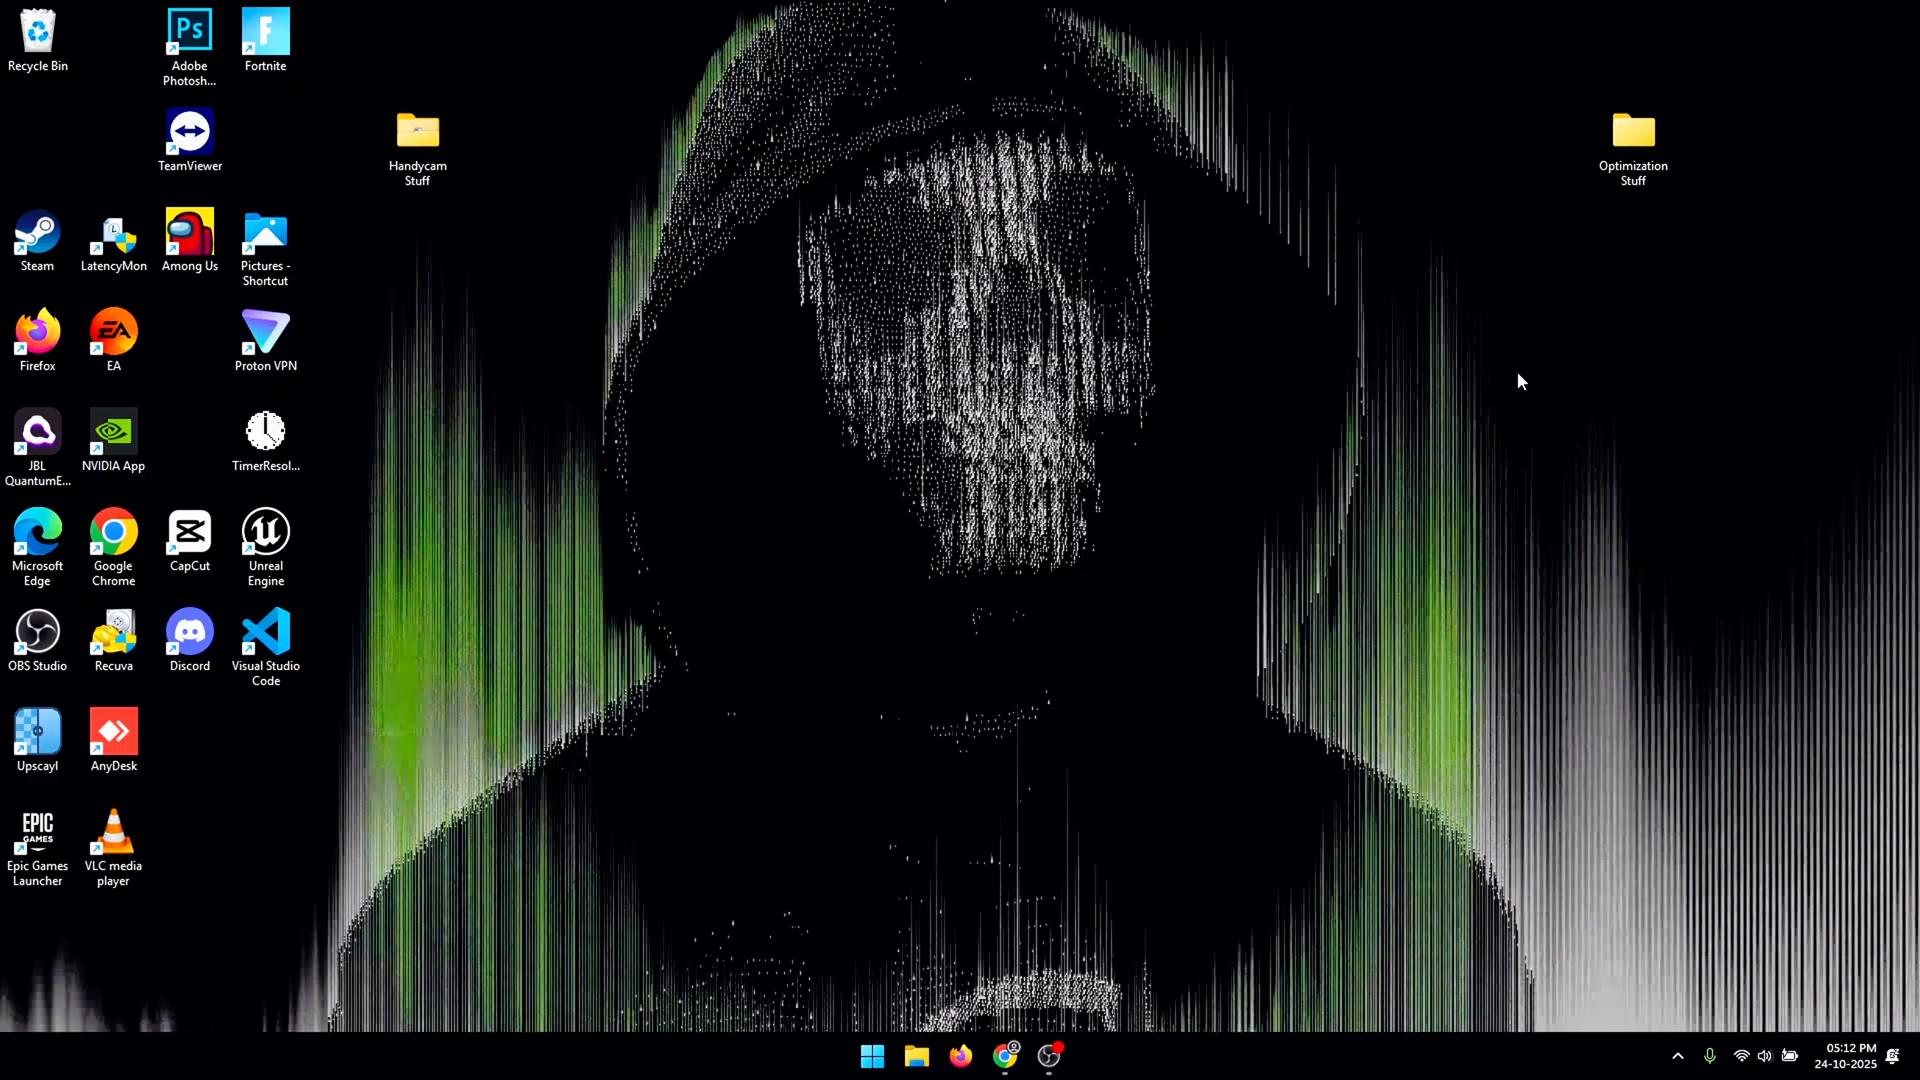 Recycle Bin
Ps
Adobe
Photosh...
F
Fortnite
TeamViewer
Handycam
Stuff
Optimization
Stuff
Steam
LatencyMon
Among Us
Pictures -
Shortcut
Firefox
EA
EA
Proton VPN
JBL
QuantumE...
NVIDIA App
TimerResol...
Microsoft
Edge
Google
Chrome
CapCut
Unreal
Engine
OBS Studio
Recuva
Discord
Visual Studio
Code
Upscayl
AnyDesk
EPIC
GAMES
Epic Games
Launcher
VLC media
player
05:12 PM
24-10-2025